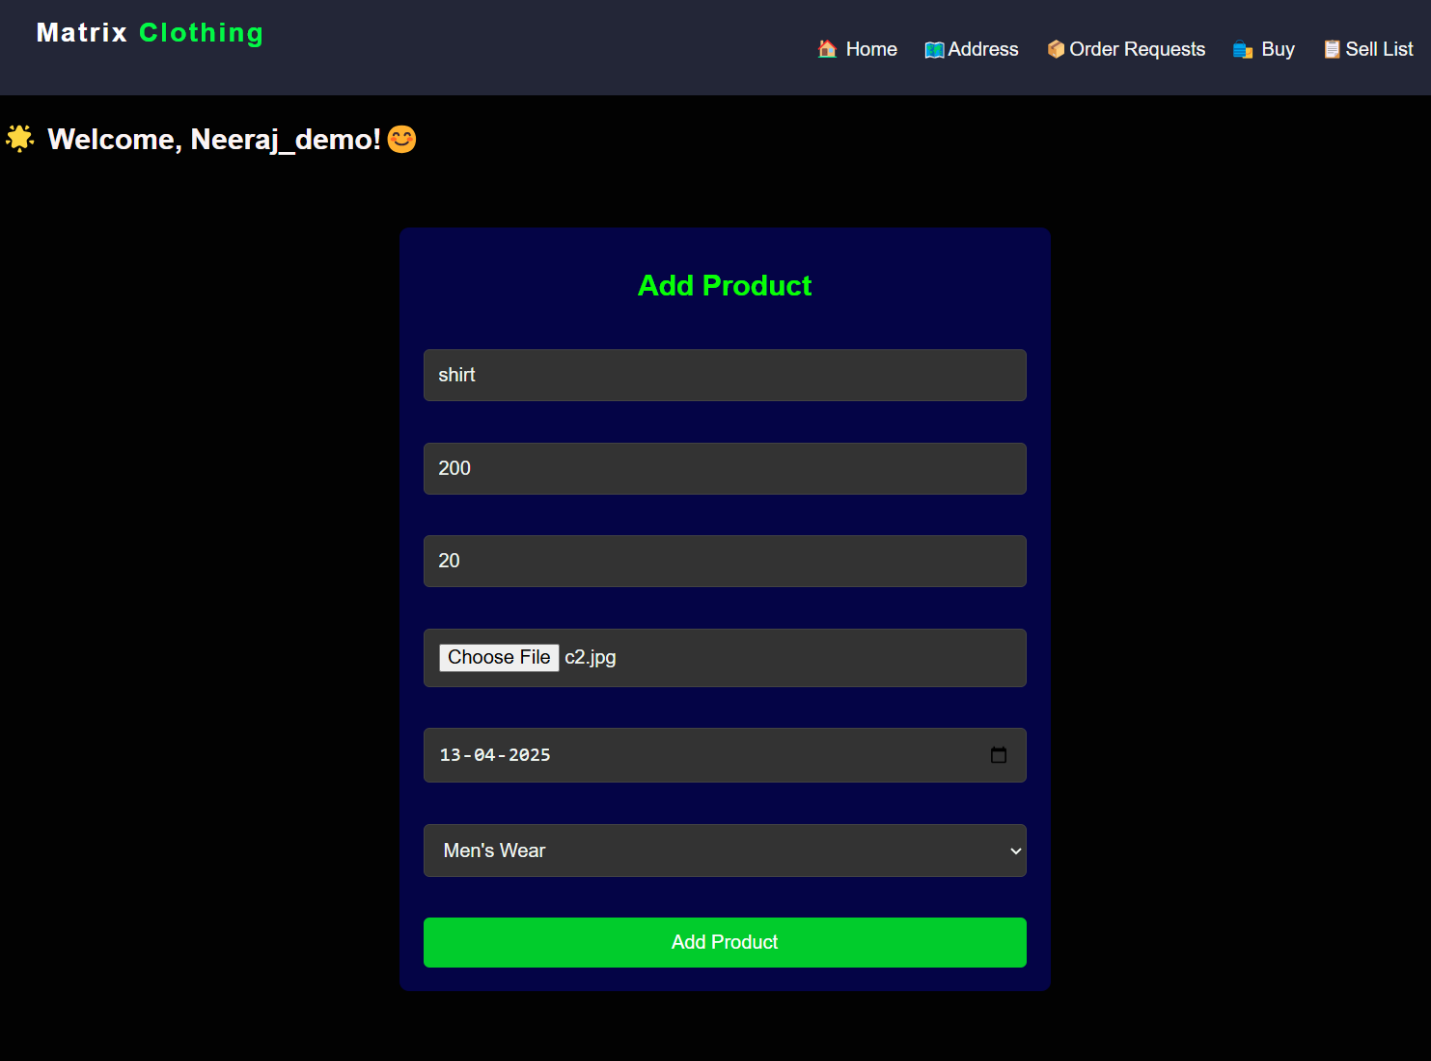 Matrix Clothing
🏠 Home 🗺️Address 📦Order Requests 🛍️ Buy 📋Sell List
🌟 Welcome, Neeraj_demo!😊
Add Product
shirt
200
20
Choose File c2.jpg
13-04-2025
Men's Wear
Add Product